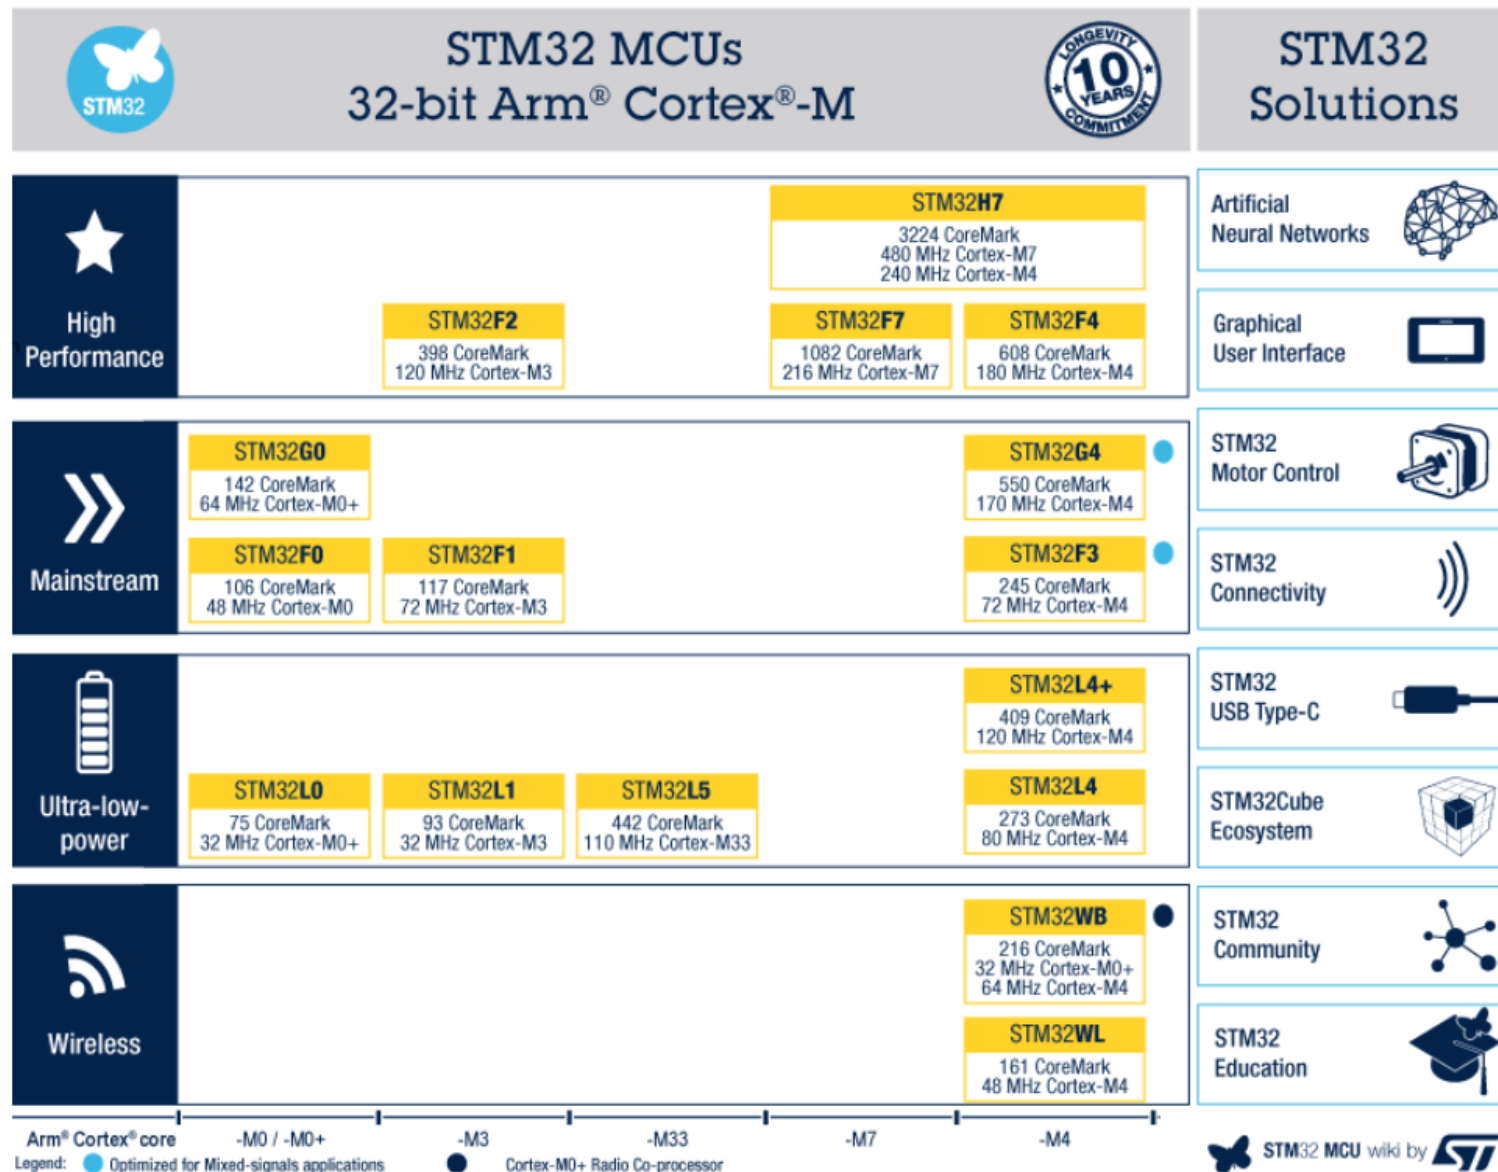 STM32
STM32 MCUs
32-bit Arm® Cortex®-M
LONGEVITY
10
YEARS
COMMITMENT
STM32
Solutions
High
Performance
STM32H7
3224 CoreMark
480 MHz Cortex-M7
240 MHz Cortex-M4
STM32F2
398 CoreMark
120 MHz Cortex-M3
STM32F7
1082 CoreMark
216 MHz Cortex-M7
STM32F4
608 CoreMark
180 MHz Cortex-M4
Mainstream
STM32G0
142 CoreMark
64 MHz Cortex-M0+
STM32G4
550 CoreMark
170 MHz Cortex-M4
STM32F0
106 CoreMark
48 MHz Cortex-M0
STM32F1
117 CoreMark
72 MHz Cortex-M3
STM32F3
245 CoreMark
72 MHz Cortex-M4
Ultra-low-
power
STM32L4+
409 CoreMark
120 MHz Cortex-M4
STM32L0
75 CoreMark
32 MHz Cortex-M0+
STM32L1
93 CoreMark
32 MHz Cortex-M3
STM32L5
442 CoreMark
110 MHz Cortex-M33
STM32L4
273 CoreMark
80 MHz Cortex-M4
Wireless
STM32WB
216 CoreMark
32 MHz Cortex-M0+
64 MHz Cortex-M4
STM32WL
161 CoreMark
48 MHz Cortex-M4
Arm® Cortex® core
-M0 / -M0+
-M3
-M33
-M7
-M4
Legend:
Optimized for Mixed-signals applications
Cortex-M0+ Radio Co-processor
Artificial
Neural Networks
Graphical
User Interface
STM32
Motor Control
STM32
Connectivity
STM32
USB Type-C
STM32Cube
Ecosystem
STM32
Community
STM32
Education
STM32 MCU wiki by ST